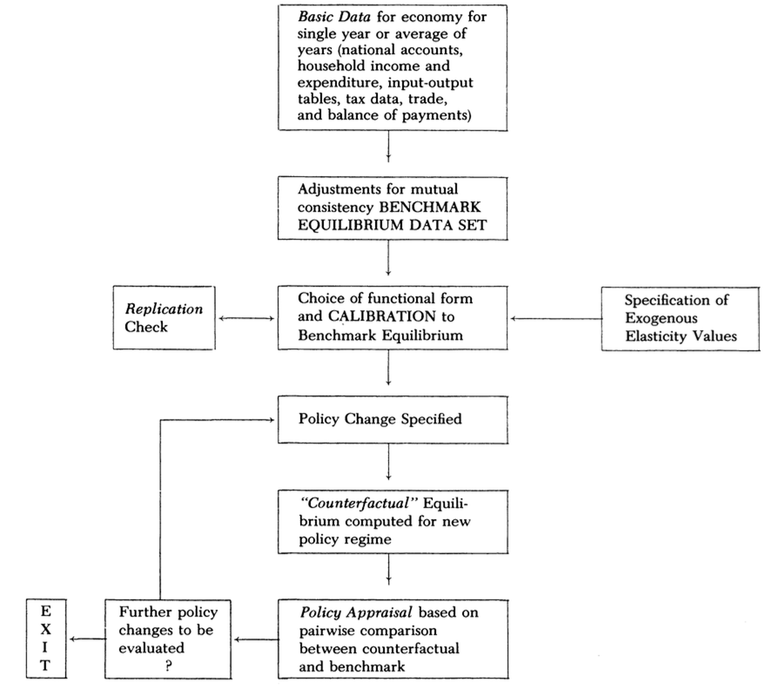 Basic Data for economy for
single year or average of
years (national accounts,
household income and
expenditure, input-output
tables, tax data, trade,
and balance of payments)
Adjustments for mutual
consistency BENCHMARK
EQUILIBRIUM DATA SET
Replication
Check
Choice of functional form
and CALIBRATION to
Benchmark Equilibrium
Specification of
Exogenous
Elasticity Values
Policy Change Specified
“Counterfactual” Equili-
brium computed for new
policy regime
E
X
I
T
Further policy
changes to be
evaluated
?
Policy Appraisal based on
pairwise comparison
between counterfactual
and benchmark